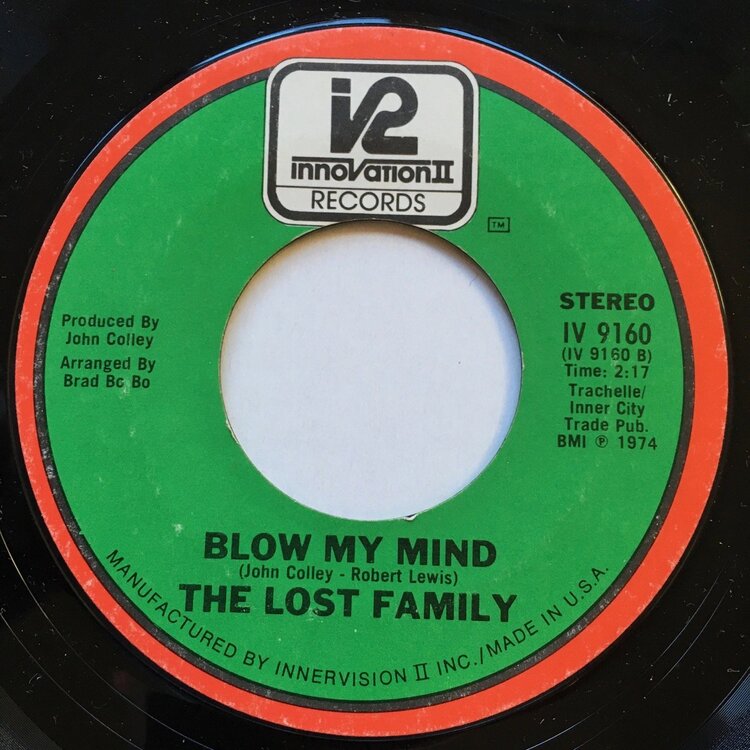 i2
innovation II
RECORDS
TM
Produced By
John Colley
Arranged By
Brad Bo Bo
STEREO
IV 9160
(IV 9160 B)
Time: 2:17
Trachelle/
Inner City
Trade Pub.
BMI ℗ 1974
BLOW MY MIND
(John Colley - Robert Lewis)
THE LOST FAMILY
MANUFACTURED BY INNERVISION II INC./MADE IN U.S.A.